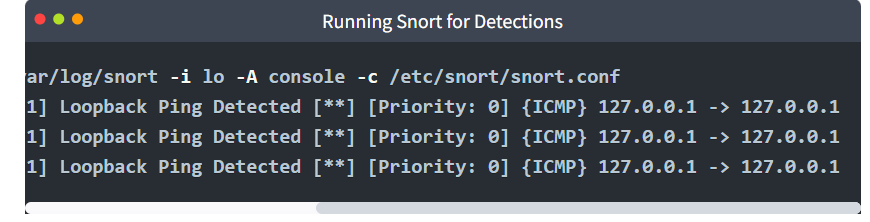 Running Snort for Detections
var/log/snort -i lo -A console -c /etc/snort/snort.conf
1] Loopback Ping Detected [**] [Priority: 0] {ICMP} 127.0.0.1 -> 127.0.0.1
1] Loopback Ping Detected [**] [Priority: 0] {ICMP} 127.0.0.1 -> 127.0.0.1
1] Loopback Ping Detected [**] [Priority: 0] {ICMP} 127.0.0.1 -> 127.0.0.1